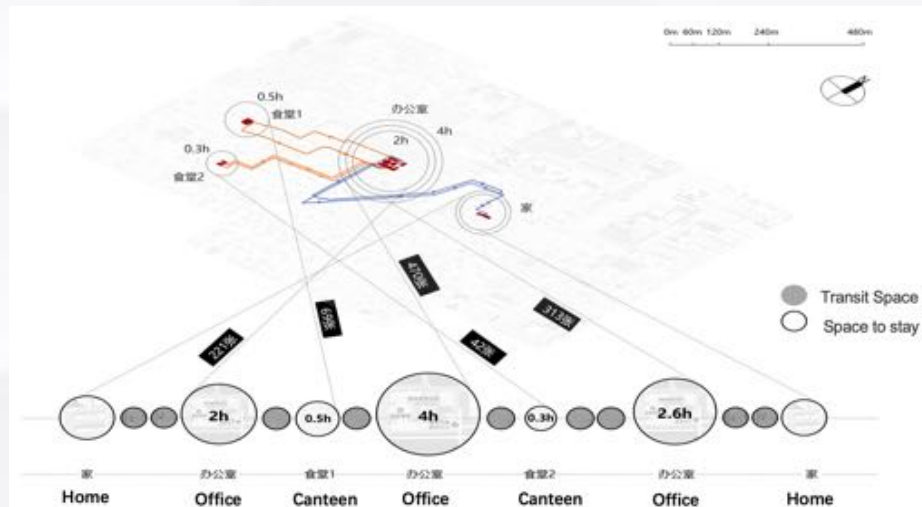 0m 60m 120m 240m 480m
N
0.5h
食堂1
办公室
4h
2h
0.3h
食堂2
家
470张
69张
313张
221张
42张
Transit Space
Space to stay
2h
0.5h
4h
0.3h
2.6h
家 办公室 食堂1 办公室 食堂2 办公室 家
Home Office Canteen Office Canteen Office Home